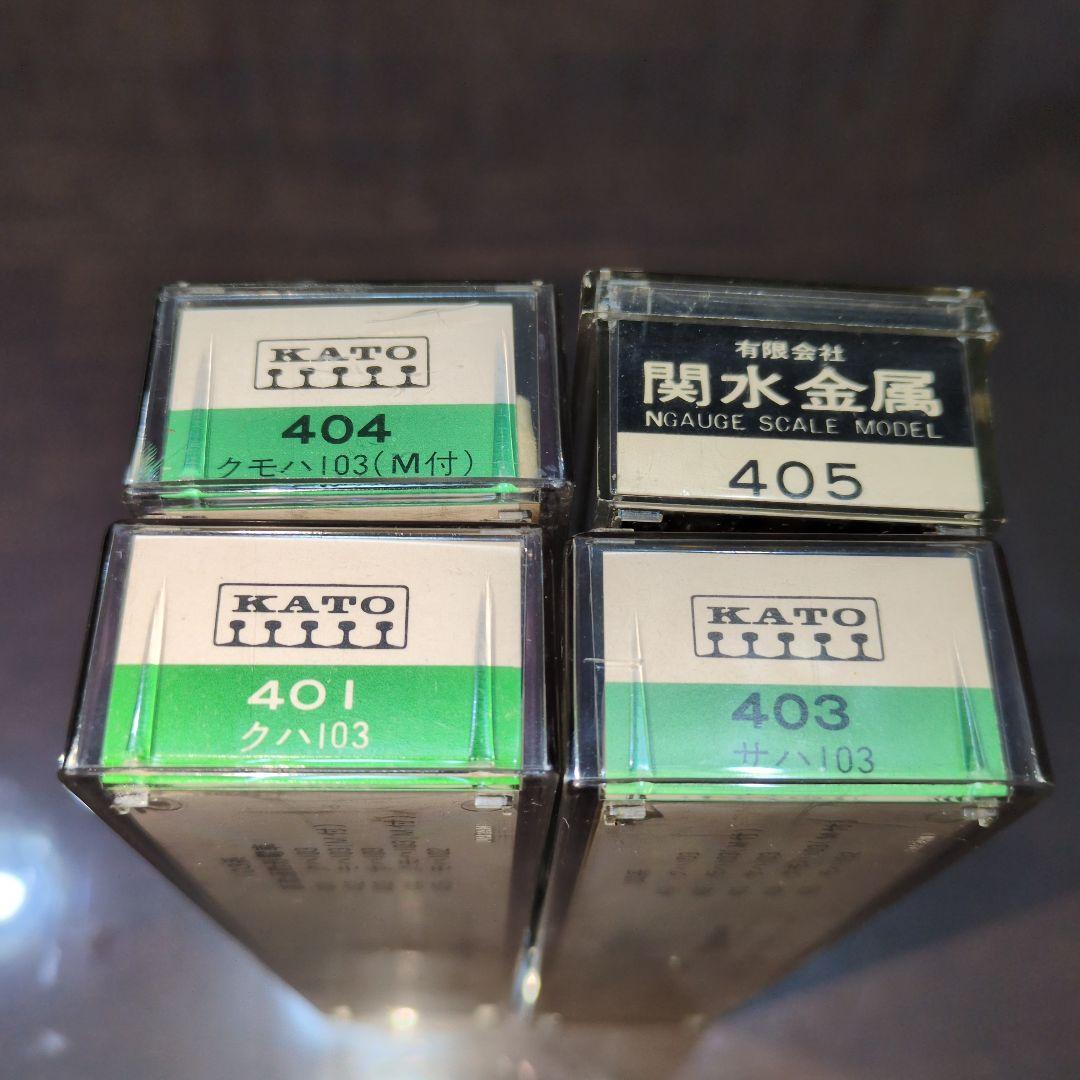 KATO
404
クモハ103(M付)
有限会社
関水金属
NGAUGE SCALE MODEL
405
KATO
401
クハ103
KATO
403
サハ103